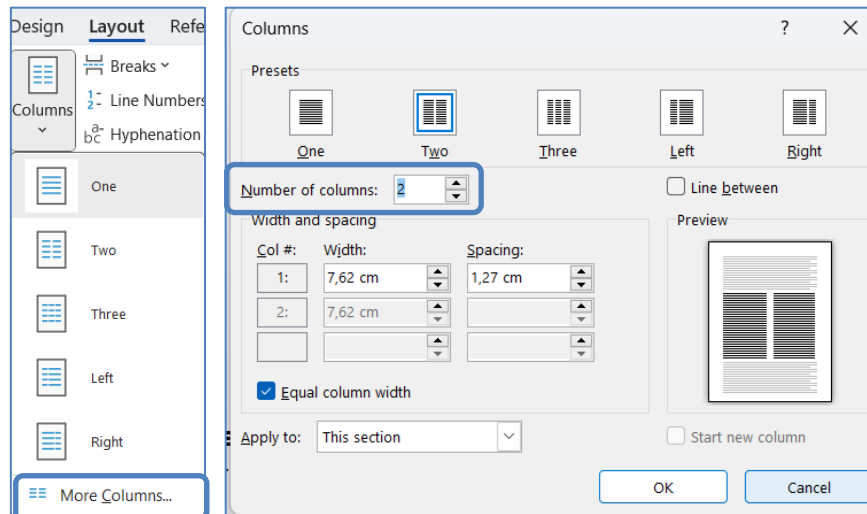 Design Layout Refe
Columns
Breaks
Line Numbers
Hyphenation
One
Two
Three
Left
Right
More Columns...
Columns
Presets
One Two Three Left Right
Number of columns: 2
Line between
Width and spacing
Preview
Col #: Width: Spacing:
1: 7,62 cm 1,27 cm
2: 7,62 cm
Equal column width
Apply to: This section
Start new column
OK Cancel